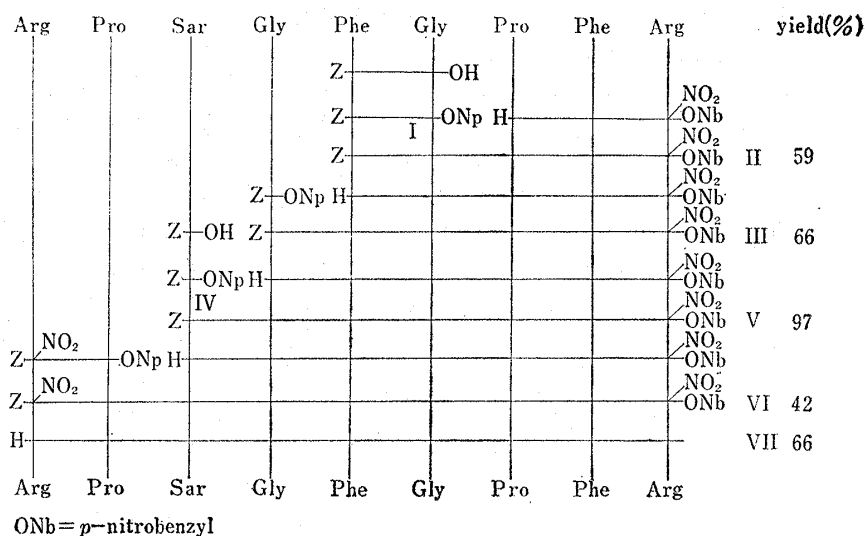 Arg Pro Sar Gly Phe Gly Pro Phe Arg yield(%)
Z OH
Z I ONp H NO₂ ONb
Z NO₂ ONb II 59
Z ONp H NO₂ ONb
Z OH Z NO₂ ONb III 66
Z ONp H NO₂ ONb
IV
Z NO₂ ONb V 97
Z NO₂ ONp H NO₂ ONb
Z NO₂ NO₂ ONb VI 42
H VII 66
Arg Pro Sar Gly Phe Gly Pro Phe Arg
ONb=p-nitrobenzyl